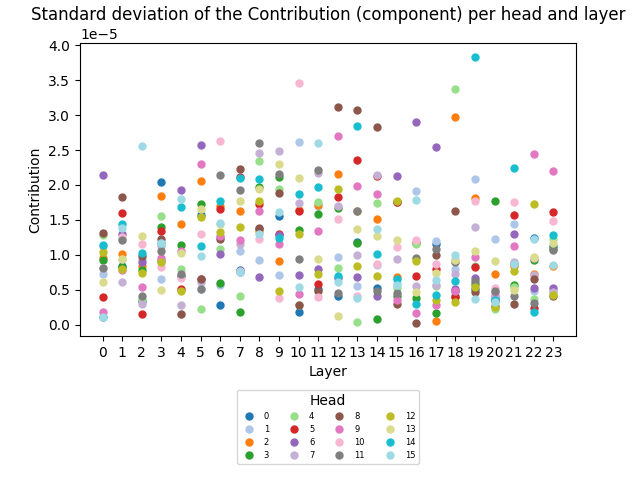 Standard deviation of the Contribution (component) per head and layer
1e−5
4.0
3.5
3.0
2.5
2.0
1.5
1.0
0.5
0.0
Contribution
0 1 2 3 4 5 6 7 8 9 10 11 12 13 14 15 16 17 18 19 20 21 22 23
Layer
Head
0 4 8 12
1 5 9 13
2 6 10 14
3 7 11 15